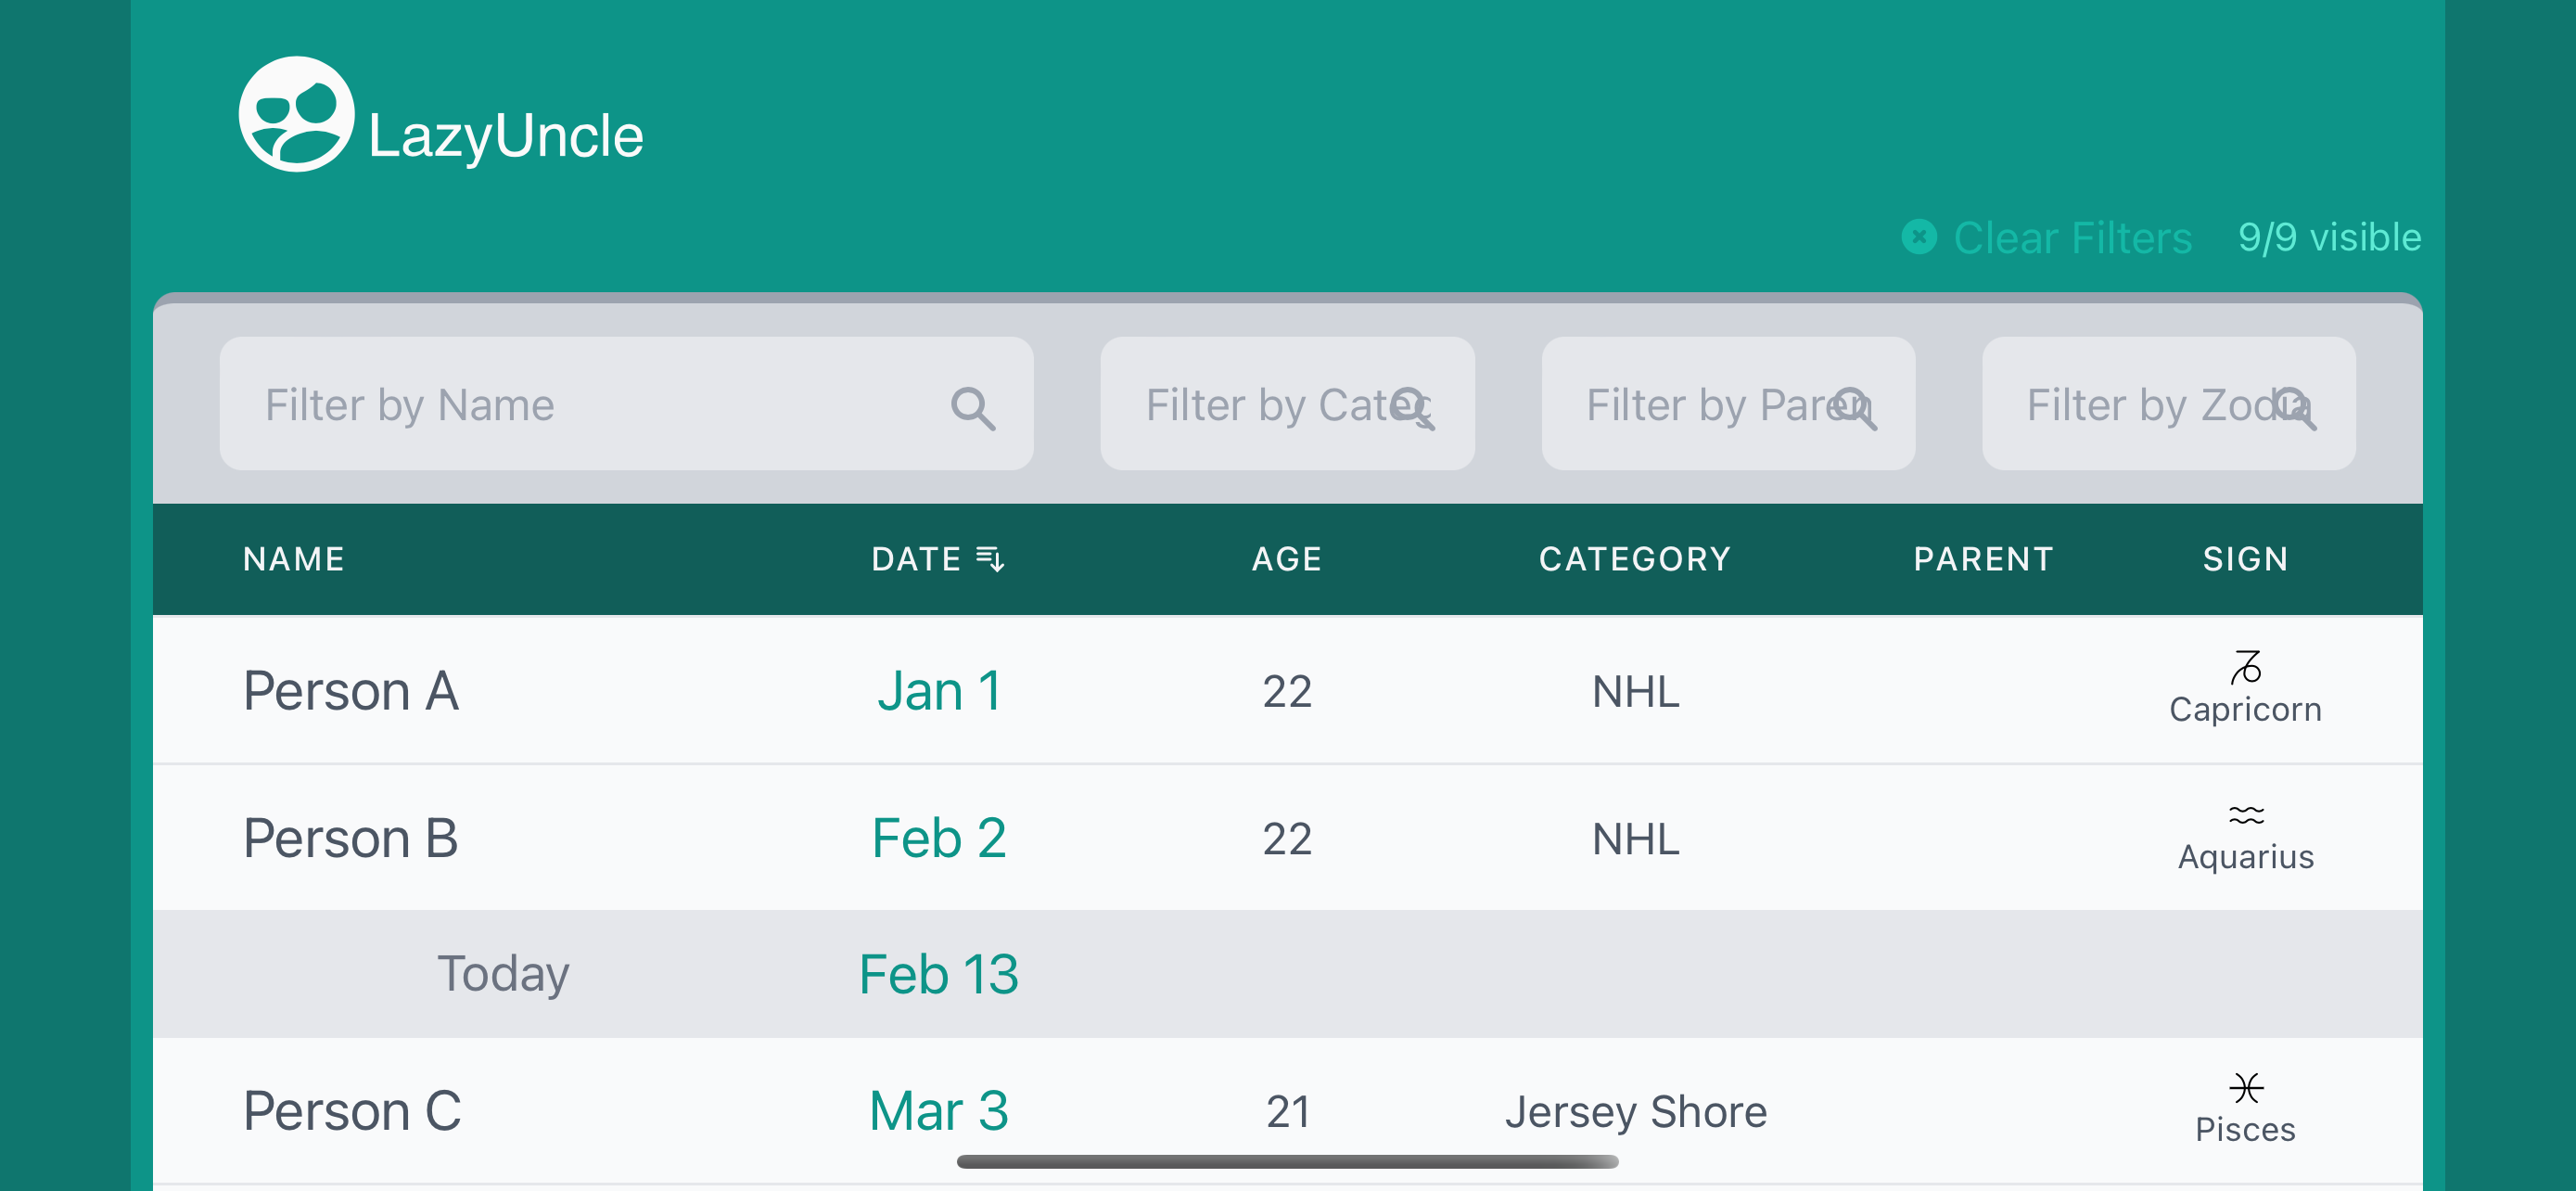 LazyUncle
Clear Filters 9/9 visible
Filter by Name Filter by Categ Filter by Paren Filter by Zodia
NAME DATE AGE CATEGORY PARENT SIGN
Person A Jan 1 22 NHL Capricorn
Person B Feb 2 22 NHL Aquarius
Today Feb 13
Person C Mar 3 21 Jersey Shore Pisces